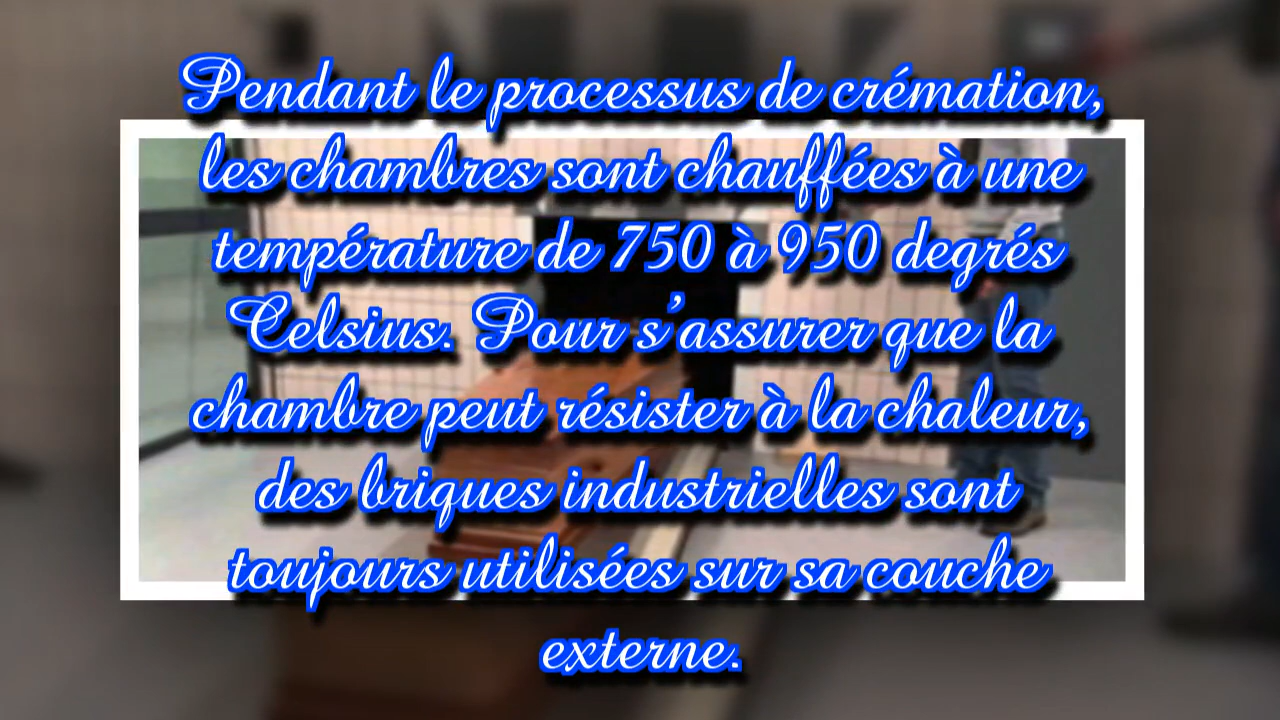 Pendant le processus de crémation,
les chambres sont chauffées à une
température de 750 à 950 degrés
Celsius. Pour s'assurer que la
chambre peut résister à la chaleur,
des briques industrielles sont
toujours utilisées sur sa couche
externe.